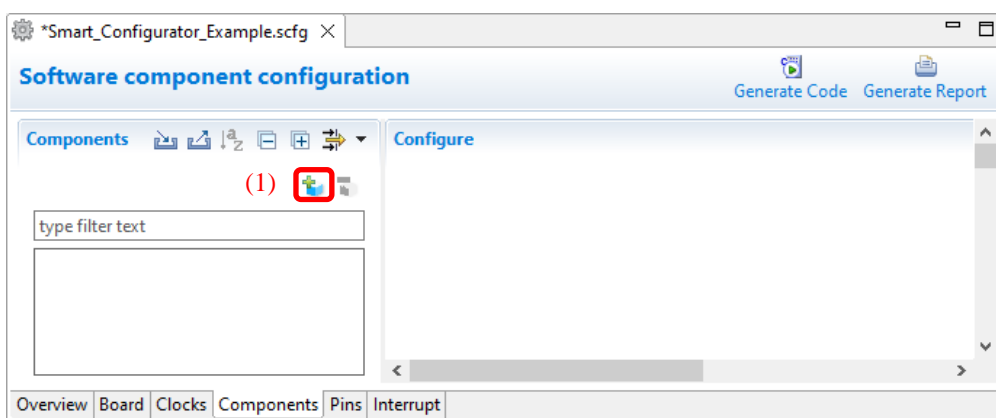 *Smart_Configurator_Example.scfg
Software component configuration
Generate Code Generate Report
Components
Configure
(1)
type filter text
Overview Board Clocks Components Pins Interrupt